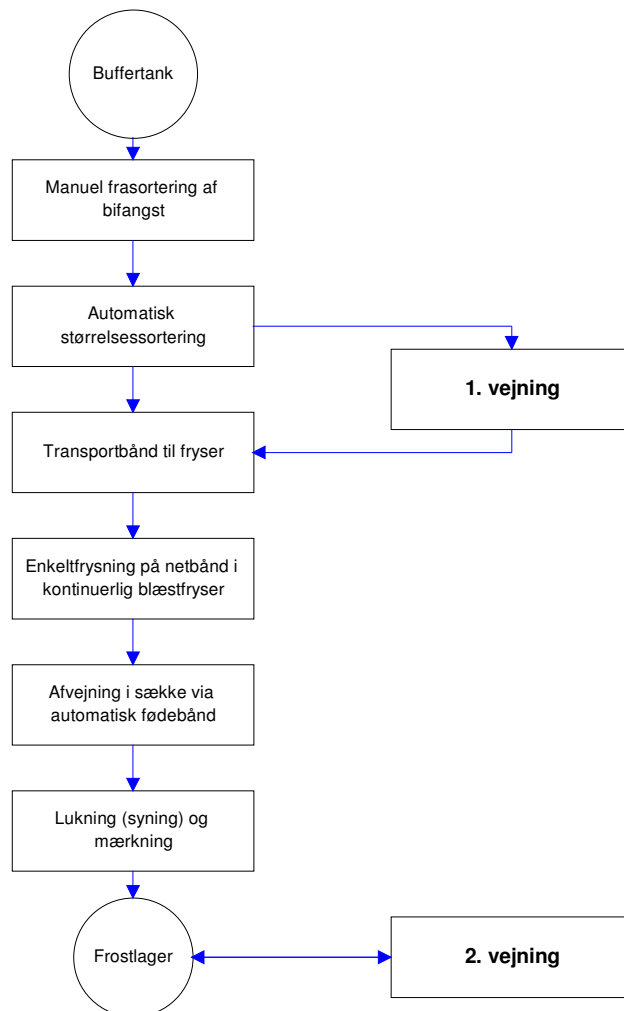 Buffertank
Manuel frasortering af
bifangst
Automatisk
størrelsessortering
1. vejning
Transportbånd til fryser
Enkeltfrysning på netbånd i
kontinuerlig blæstfryser
Afvejning i sække via
automatisk fødebånd
Lukning (syning) og
mærkning
Frostlager
2. vejning